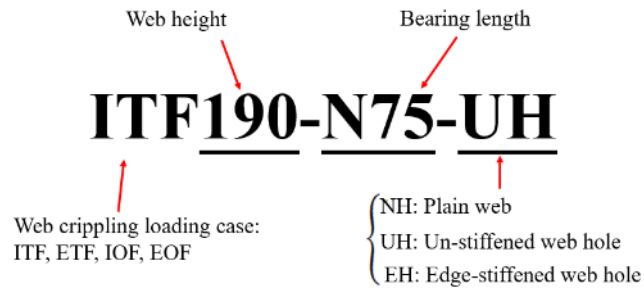 Web height
Bearing length
ITF190-N75-UH
Web crippling loading case:
ITF, ETF, IOF, EOF
NH: Plain web
UH: Un-stiffened web hole
EH: Edge-stiffened web hole